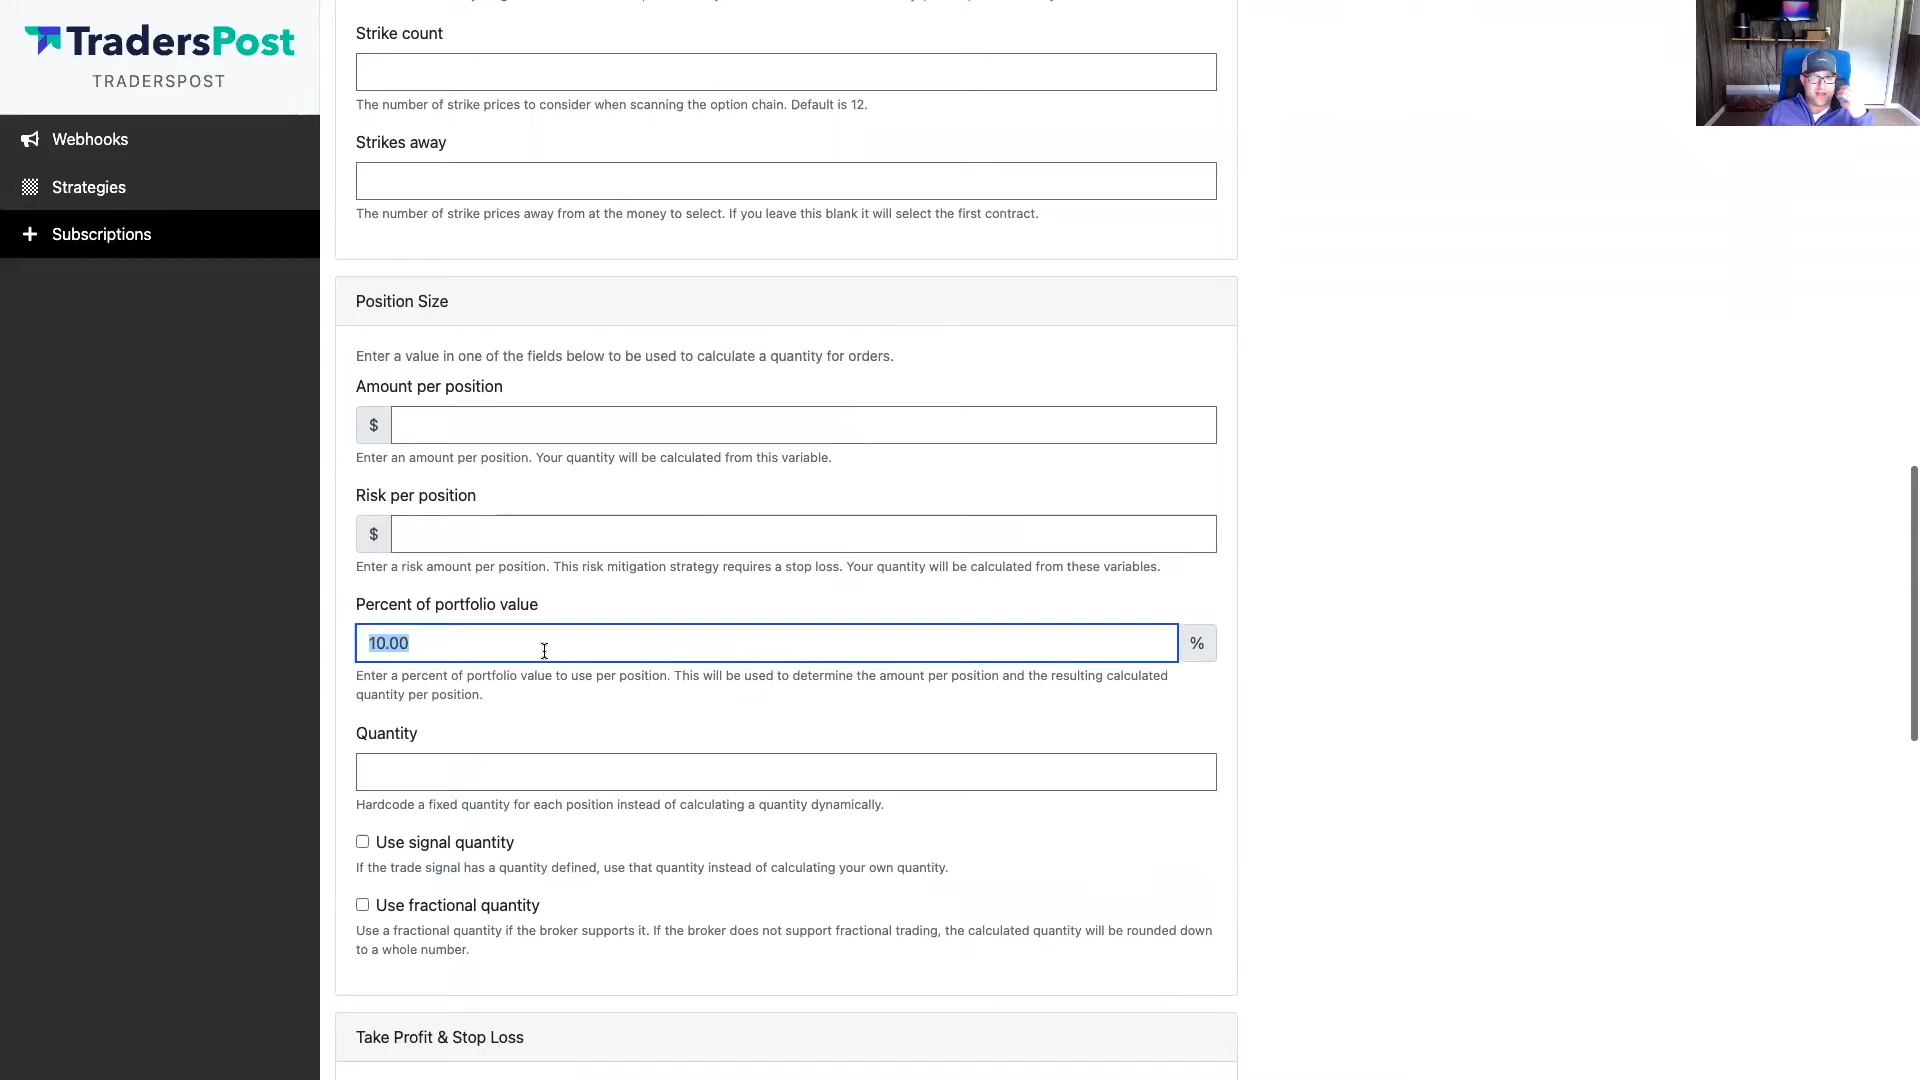 TradersPost
TRADERSPOST
Webhooks
Strategies
Subscriptions
Strike count
The number of strike prices to consider when scanning the option chain. Default is 12.
Strikes away
The number of strike prices away from at the money to select. If you leave this blank it will select the first contract.
Position Size
Enter a value in one of the fields below to be used to calculate a quantity for orders.
Amount per position
$
Enter an amount per position. Your quantity will be calculated from this variable.
Risk per position
$
Enter a risk amount per position. This risk mitigation strategy requires a stop loss. Your quantity will be calculated from these variables.
Percent of portfolio value
10.00 %
Enter a percent of portfolio value to use per position. This will be used to determine the amount per position and the resulting calculated
quantity per position.
Quantity
Hardcode a fixed quantity for each position instead of calculating a quantity dynamically.
Use signal quantity
If the trade signal has a quantity defined, use that quantity instead of calculating your own quantity.
Use fractional quantity
Use a fractional quantity if the broker supports it. If the broker does not support fractional trading, the calculated quantity will be rounded down
to a whole number.
Take Profit & Stop Loss